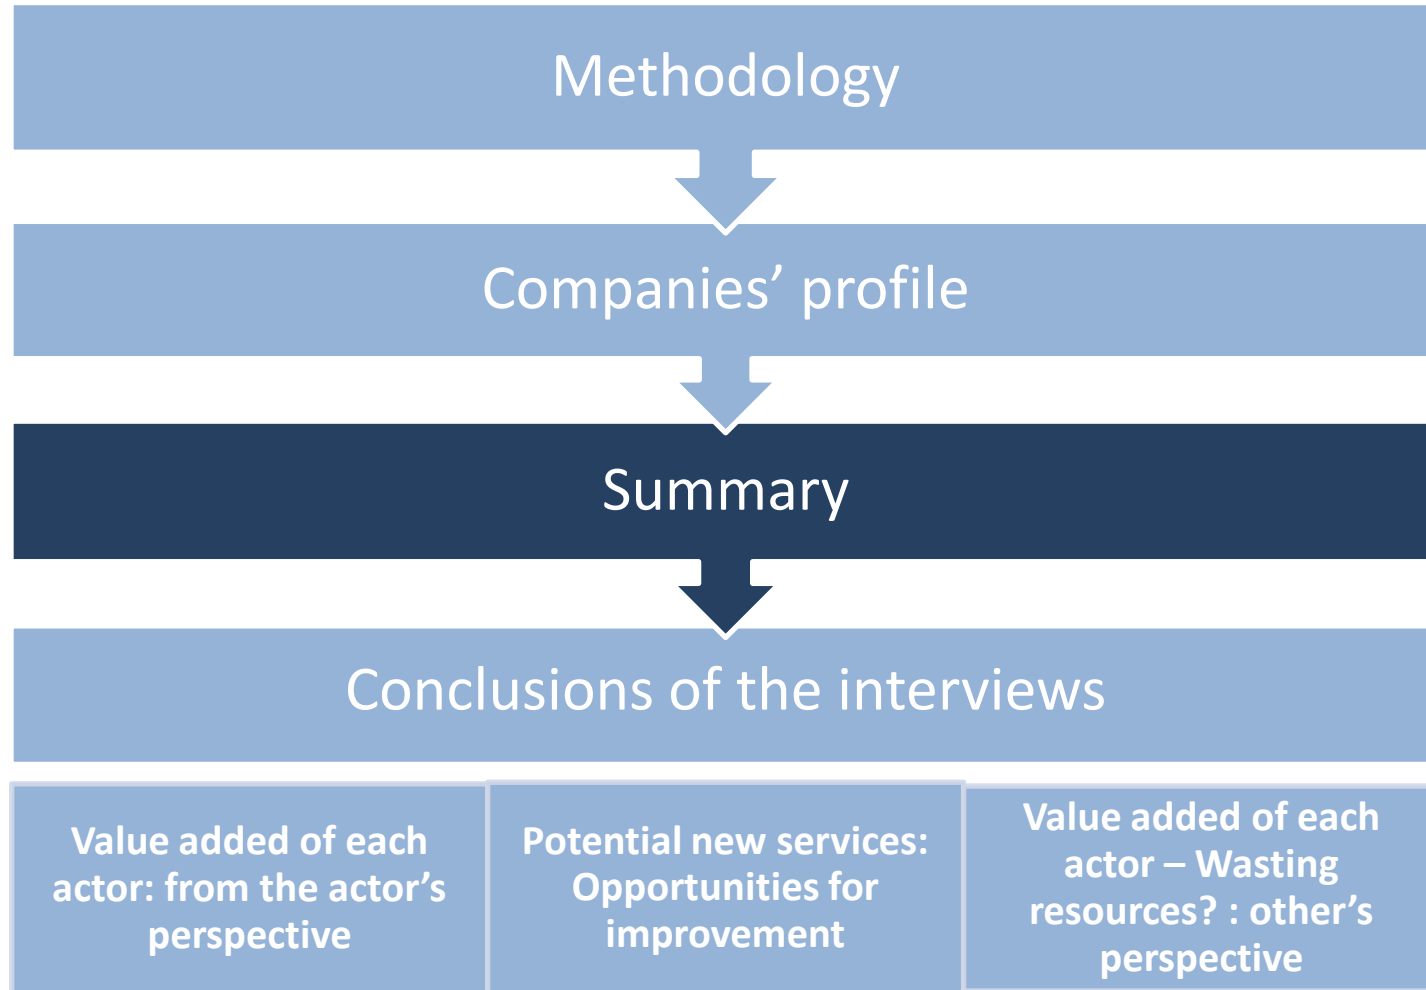 Methodology
Companies’ profile
Summary
Conclusions of the interviews
Value added of each
actor: from the actor’s
perspective
Potential new services:
Opportunities for
improvement
Value added of each
actor – Wasting
resources? : other’s
perspective